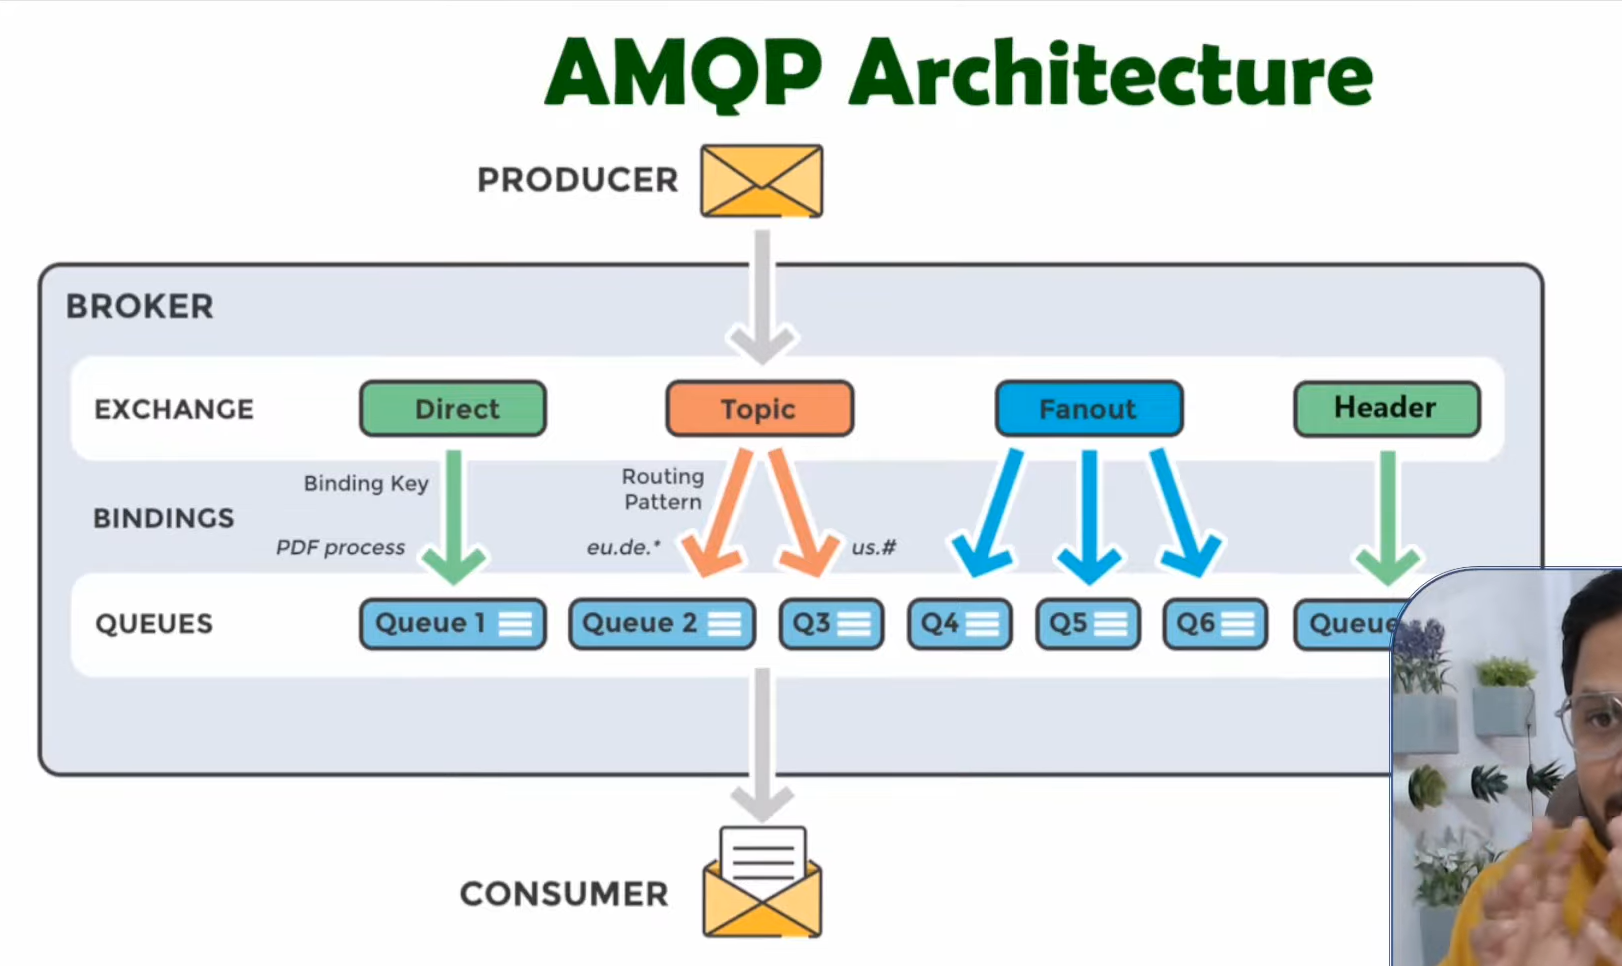 AMQP Architecture
PRODUCER
BROKER
EXCHANGE
Direct
Topic
Fanout
Header
BINDINGS
Binding Key
PDF process
Routing
Pattern
eu.de.*
us.#
QUEUES
Queue 1
Queue 2
Q3
Q4
Q5
Q6
Queue
CONSUMER